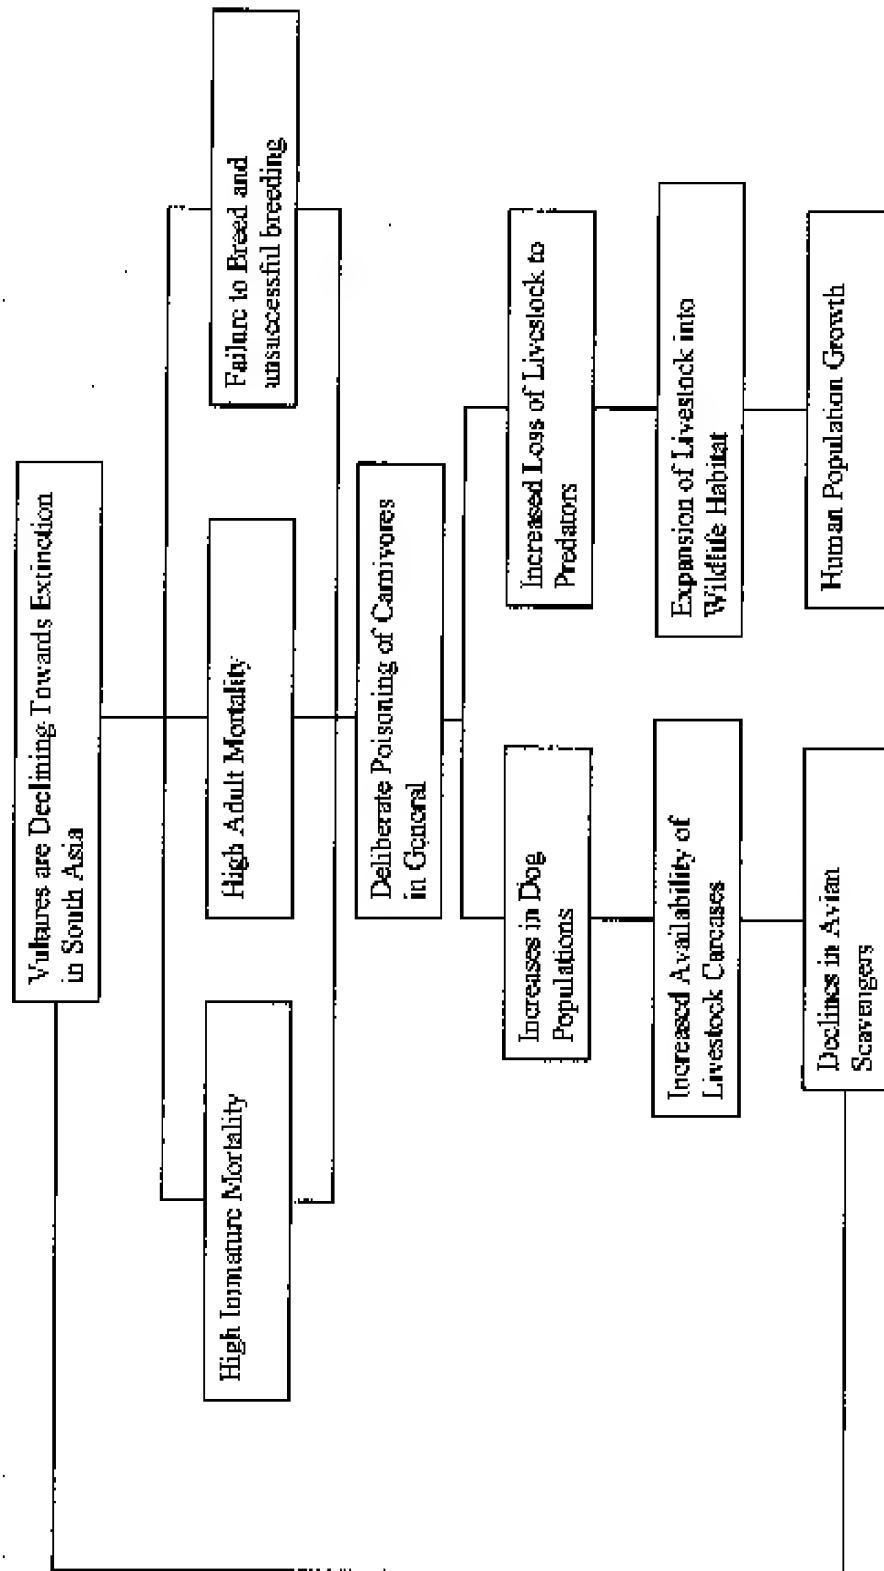 Vultures are Declining Towards Extinction
in South Asia
High Immature Mortality
High Adult Mortality
Failure to Breed and
unsuccessful breeding
Deliberate Poisoning of Carnivores
in General
Increases in Dog
Populations
Increased Loss of Livestock to
Predators
Increased Availability of
Livestock Carcases
Expansion of Livestock into
Wildlife Habitat
Declines in Avian
Scavengers
Human Population Growth